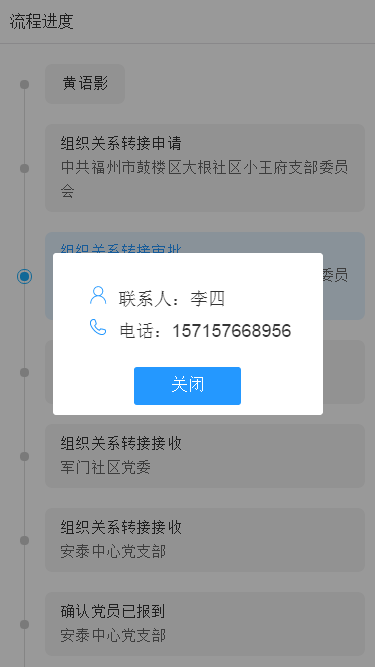 流程进度
黄语影
组织关系转接申请
中共福州市鼓楼区大根社区小王府支部委员
会
组织关系转接审批
委员
联系人：李四
电话：157157668956
关闭
组织关系转接接收
军门社区党委
组织关系转接接收
安泰中心党支部
确认党员已报到
安泰中心党支部